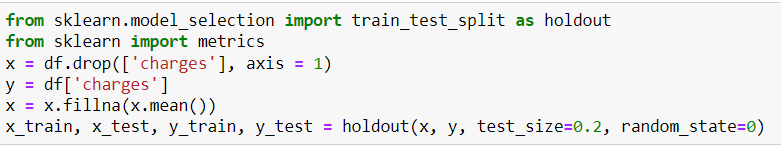 from sklearn.model_selection import train_test_split as holdout
from sklearn import metrics
x = df.drop(['charges'], axis = 1)
y = df['charges']
x = x.fillna(x.mean())
x_train, x_test, y_train, y_test = holdout(x, y, test_size=0.2, random_state=0)